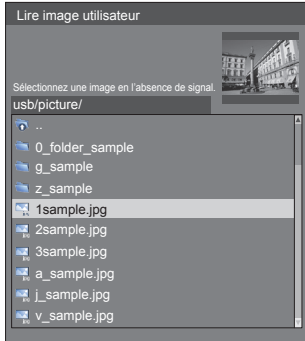 Lire image utilisateur
Sélectionnez une image en l'absence de signal.
usb/picture/
..
0_folder_sample
g_sample
z_sample
1sample.jpg
2sample.jpg
3sample.jpg
a_sample.jpg
j_sample.jpg
v_sample.jpg